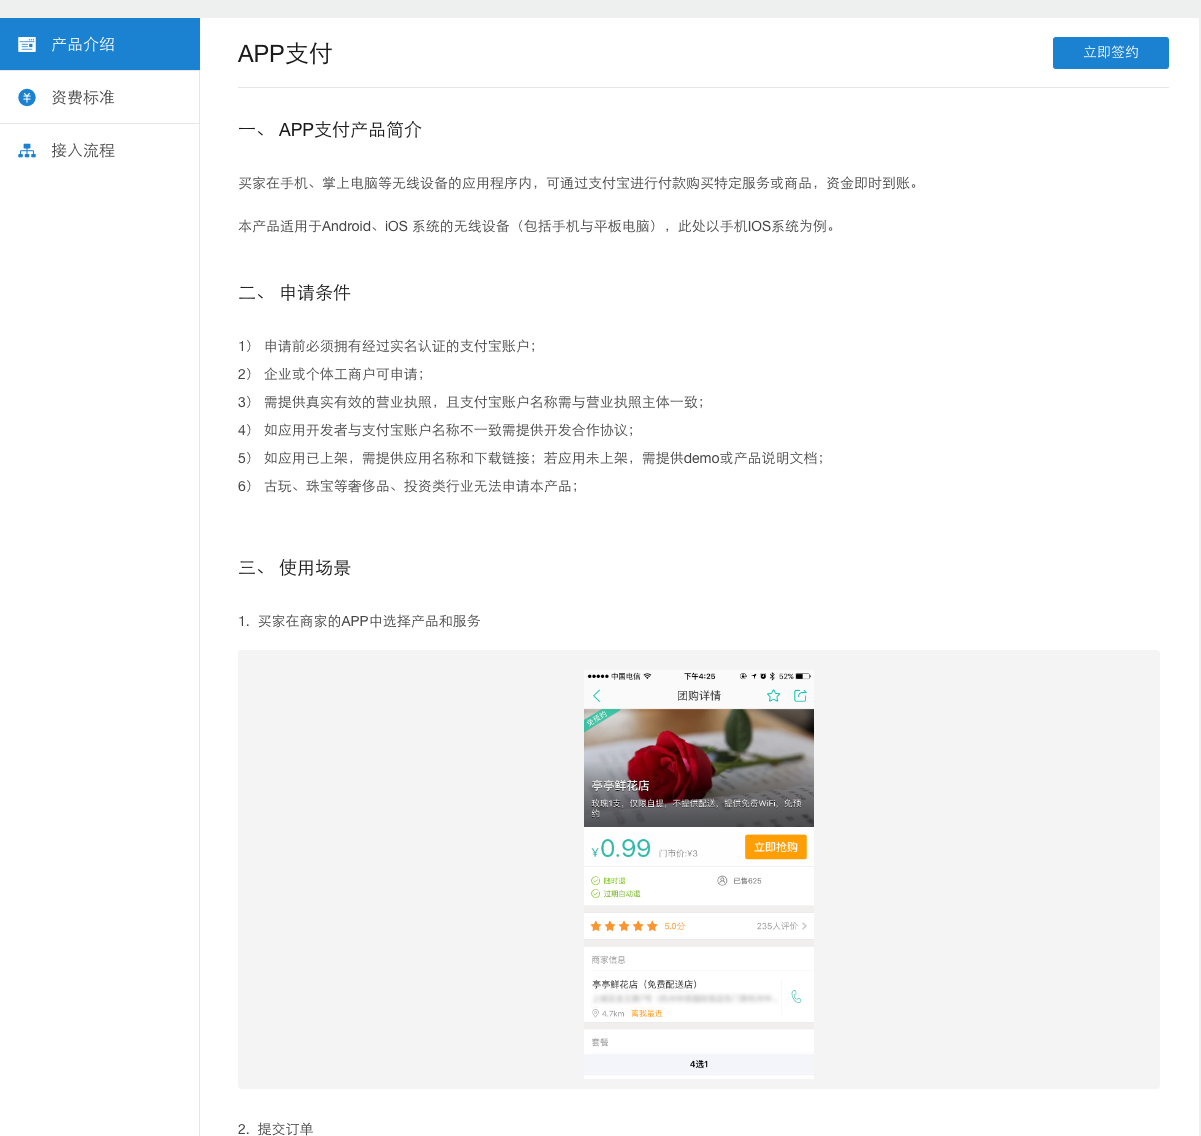 产品介绍
资费标准
接入流程
APP支付
立即签约
一、 APP支付产品简介
买家在手机、掌上电脑等无线设备的应用程序内，可通过支付宝进行付款购买特定服务或商品，资金即时到账。
本产品适用于Android、iOS 系统的无线设备（包括手机与平板电脑），此处以手机IOS系统为例。
二、 申请条件
1） 申请前必须拥有经过实名认证的支付宝账户；
2） 企业或个体工商户可申请；
3） 需提供真实有效的营业执照，且支付宝账户名称需与营业执照主体一致；
4） 如应用开发者与支付宝账户名称不一致需提供开发合作协议；
5） 如应用已上架，需提供应用名称和下载链接；若应用未上架，需提供demo或产品说明文档；
6） 古玩、珠宝等奢侈品、投资类行业无法申请本产品；
三、 使用场景
1. 买家在商家的APP中选择产品和服务
中国电信 下午4:25 52%
团购详情
免预约
亭亭鲜花店
玫瑰1支，仅限自提，不提供配送，提供免费WiFi，免预
约
¥0.99 门市价:¥3 立即抢购
随时退 已售625
过期自动退
5.0分 235人评价
商家信息
亭亭鲜花店（免费配送店）
4.7km 离我最近
套餐
4选1
2. 提交订单